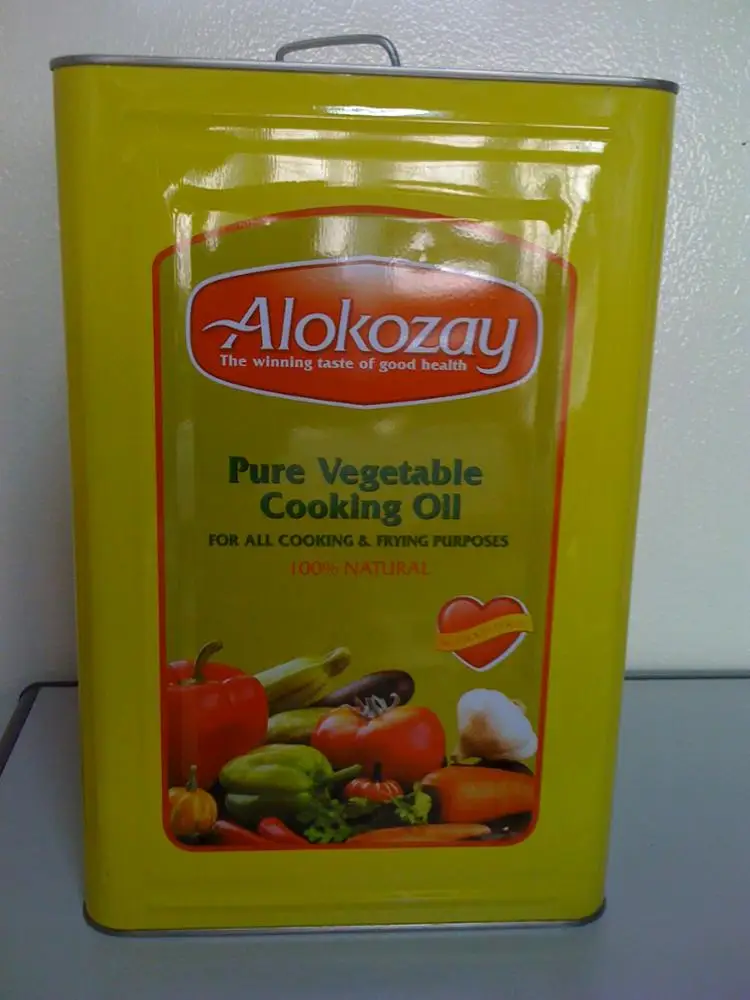 Alokozay
The winning taste of good health
Pure Vegetable
Cooking Oil
FOR ALL COOKING & FRYING PURPOSES
100% NATURAL